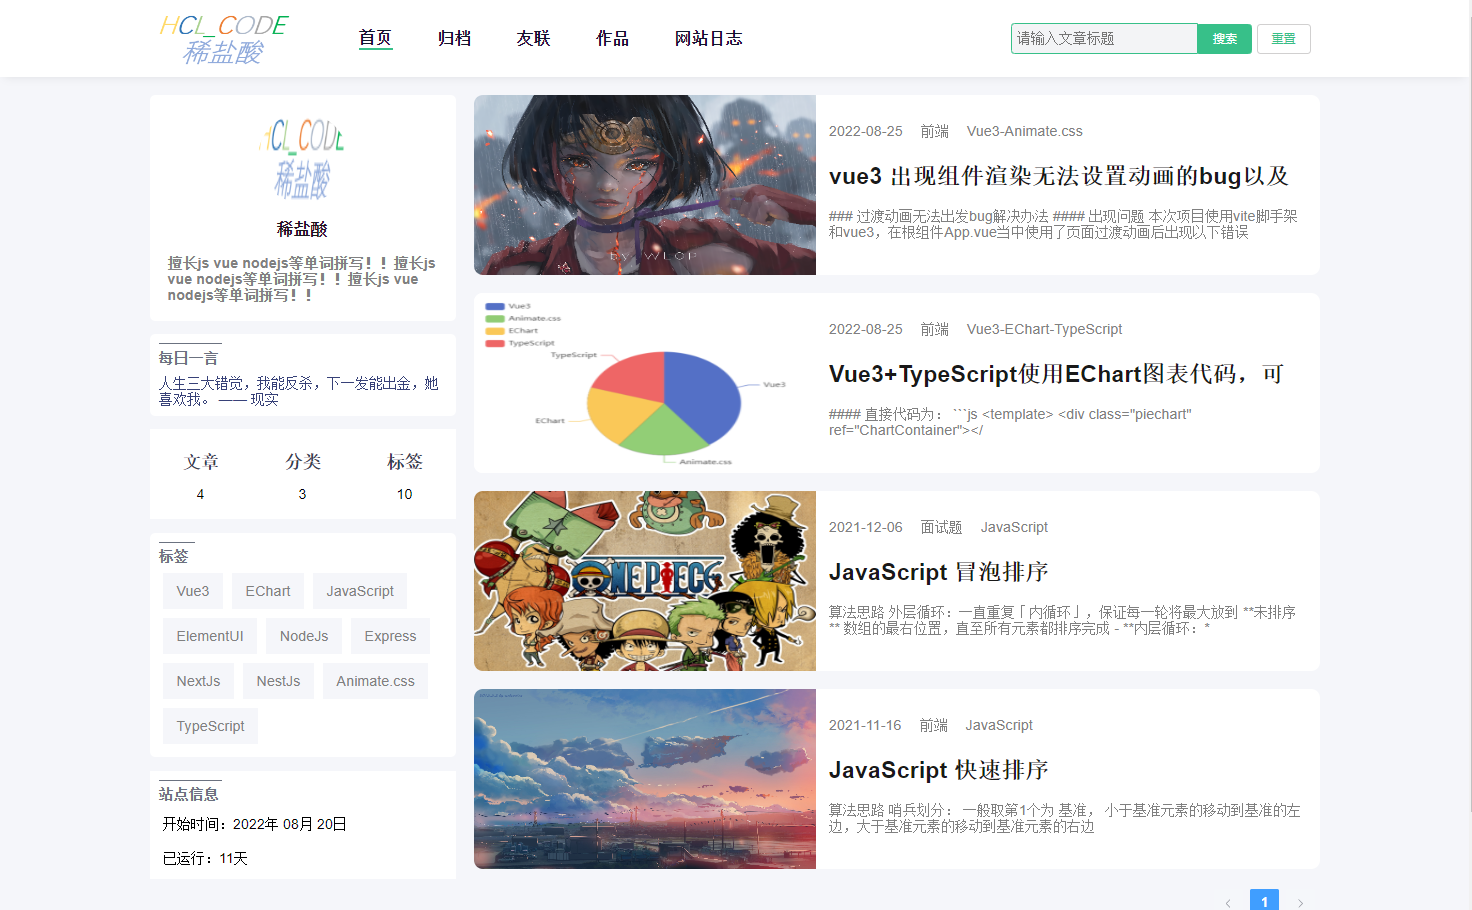 HCL_CODE
稀盐酸
首页 归档 友联 作品 网站日志
请输入文章标题 搜索 重置
HCL_CODE
稀盐酸
稀盐酸
擅长js vue nodejs等单词拼写！！擅长js
vue nodejs等单词拼写！！擅长js vue
nodejs等单词拼写！！
每日一言
人生三大错觉，我能反杀，下一发能出金，她
喜欢我。 —— 现实
文章 分类 标签
4 3 10
标签
Vue3 EChart JavaScript
ElementUI NodeJs Express
NextJs NestJs Animate.css
TypeScript
站点信息
开始时间：2022年 08月 20日
已运行：11天
by WLOP
2022-08-25 前端 Vue3-Animate.css
vue3 出现组件渲染无法设置动画的bug以及
### 过渡动画无法出发bug解决办法 #### 出现问题 本次项目使用vite脚手架
和vue3，在根组件App.vue当中使用了页面过渡动画后出现以下错误
Vue3
Animate.css
EChart
TypeScript
TypeScript
Vue3
EChart
Animate.css
2022-08-25 前端 Vue3-EChart-TypeScript
Vue3+TypeScript使用EChart图表代码，可
#### 直接代码为： ```js <template> <div class="piechart"
ref="ChartContainer"></
ONE PIECE
2021-12-06 面试题 JavaScript
JavaScript 冒泡排序
算法思路 外层循环：一直重复「内循环」，保证每一轮将最大放到 **未排序
** 数组的最右位置，直至所有元素都排序完成 - **内层循环：*
2021-11-16 前端 JavaScript
JavaScript 快速排序
算法思路 哨兵划分： 一般取第1个为 基准， 小于基准元素的移动到基准的左
边，大于基准元素的移动到基准元素的右边
1